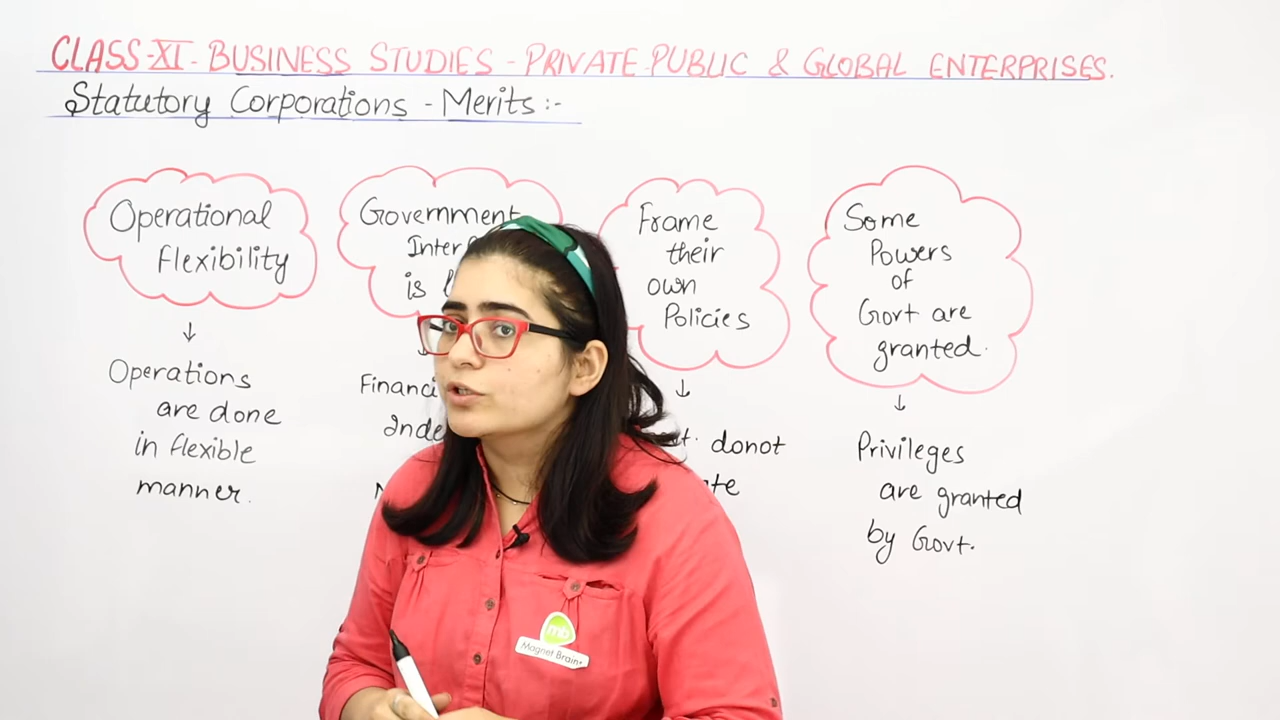 CLASS-XI-BUSINESS STUDIES-PRIVATE PUBLIC & GLOBAL ENTERPRISES.
Statutory Corporations - Merits:-
Operational
Flexibility
↓
Operations
are done
in flexible
manner.
Government
is
Frame
their
own
Policies
↓
donot
Some
Powers
of
Govt are
granted.
↓
Privileges
are granted
by Govt.
mb
Magnet Brains